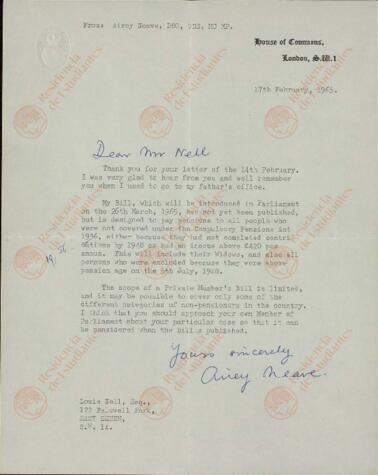 From: Airey Neave, DSO, OBE, MC MP.
House of Commons,
London, S.W.1
17th February, 1965.
Dear Mr Nell
Thank you for your letter of the 14th February.
I was very glad to hear from you and well remember
you when I used to go to my father's office.
My Bill, which will be introduced in Parliament
on the 26th March, 1965, has not yet been published,
but is designed to pay pensions to all people who
were not covered under the Compulsory Pensions Act
1936, either because they had not completed contri-
butions by 1948 or had an income above £420 per
annum. This will include their Widows, and also all
persons who were excluded because they were above
pension age on the 5th July, 1948.
The scope of a Private Member's Bill is limited,
and it may be possible to cover only some of the
different categories of non-pensioners in the country.
I think that you should approach your own Member of
Parliament about your particular case so that it can
be considered when the Bill is published.
Yours sincerely
Airey Neave.
Louis Nell, Esq.,
122 Park,
EAST SHEEN,
S.W. 14.
Residencia
de Estudiantes